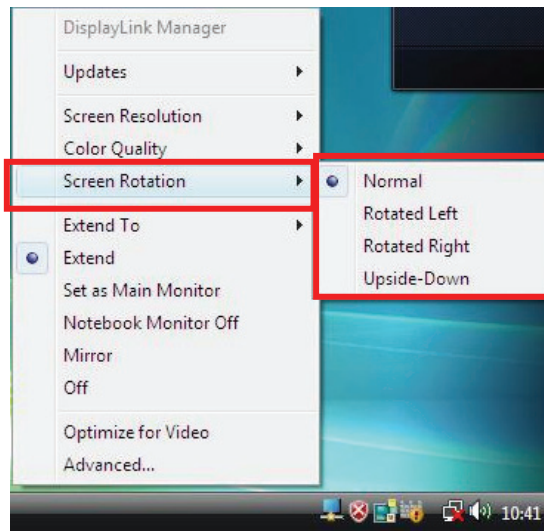 DisplayLink Manager
Updates
Screen Resolution
Color Quality
Screen Rotation
Normal
Rotated Left
Rotated Right
Upside-Down
Extend To
Extend
Set as Main Monitor
Notebook Monitor Off
Mirror
Off
Optimize for Video
Advanced...
10:41